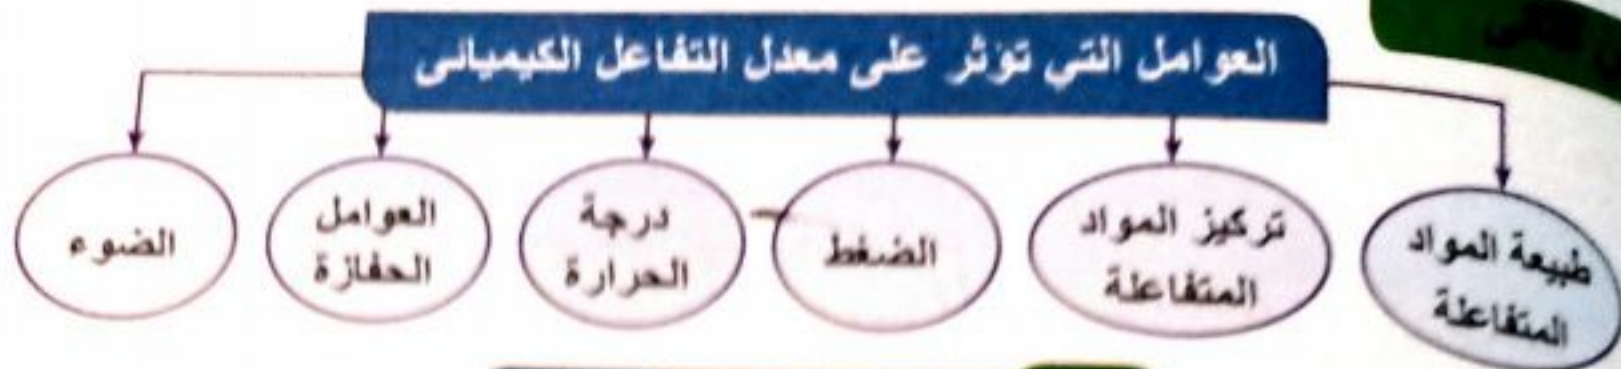 العوامل التي تؤثر على معدل التفاعل الكيميائى
طبيعة المواد
المتفاعلة
تركيز المواد
المتفاعلة
الضغط
درجة
الحرارة
العوامل
الحفازة
الضوء